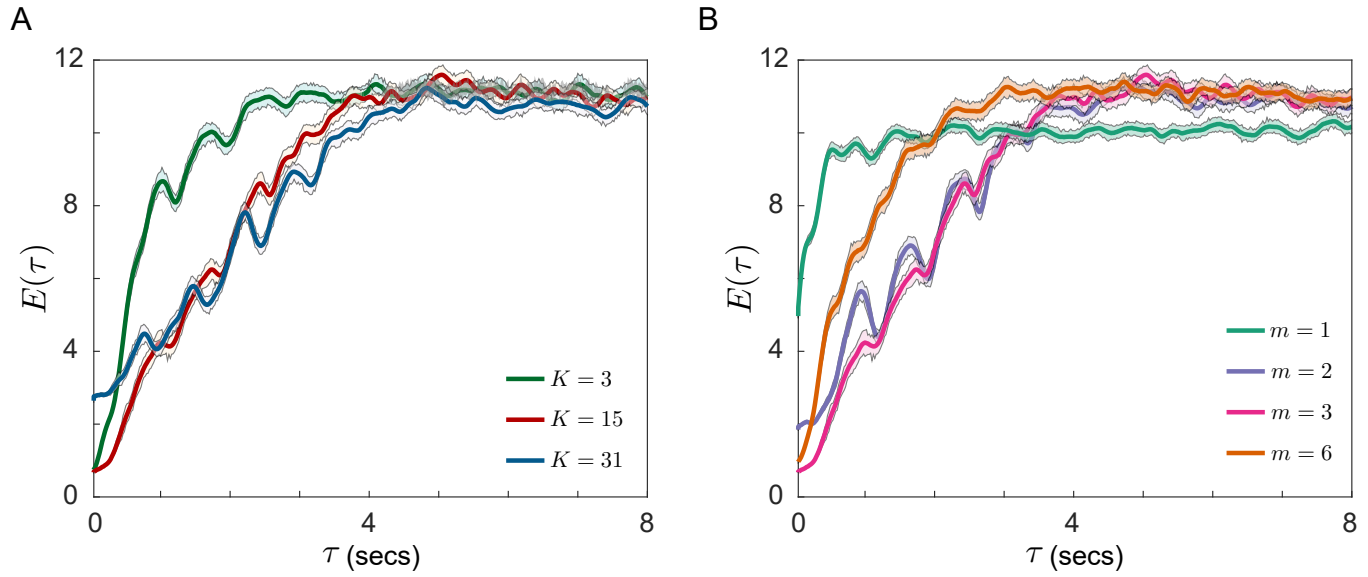 A
12
8
4
0
E(τ)
K = 3
K = 15
K = 31
0
4
8
τ (secs)
B
12
8
4
0
E(τ)
m = 1
m = 2
m = 3
m = 6
0
4
8
τ (secs)